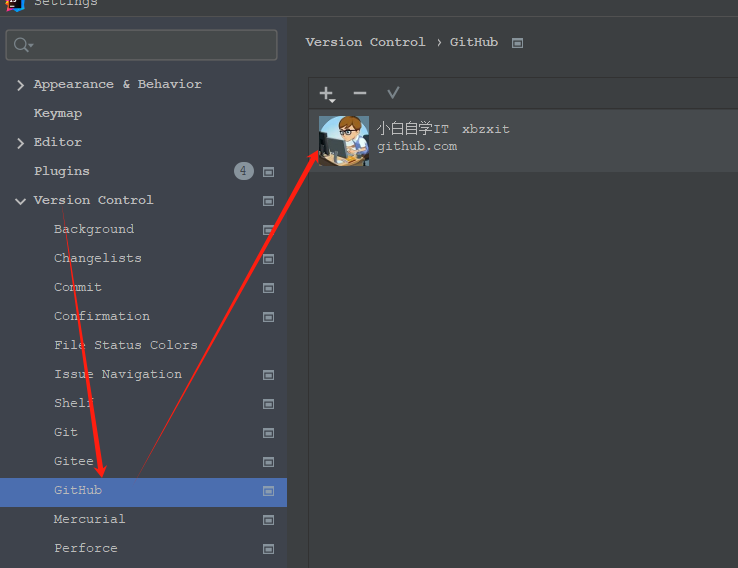 Settings
Version Control › GitHub
Appearance & Behavior
Keymap
Editor
Plugins 4
Version Control
Background
Changelists
Commit
Confirmation
File Status Colors
Issue Navigation
Shelf
Git
Gitee
GitHub
Mercurial
Perforce
小白自学IT xbzxit
github.com